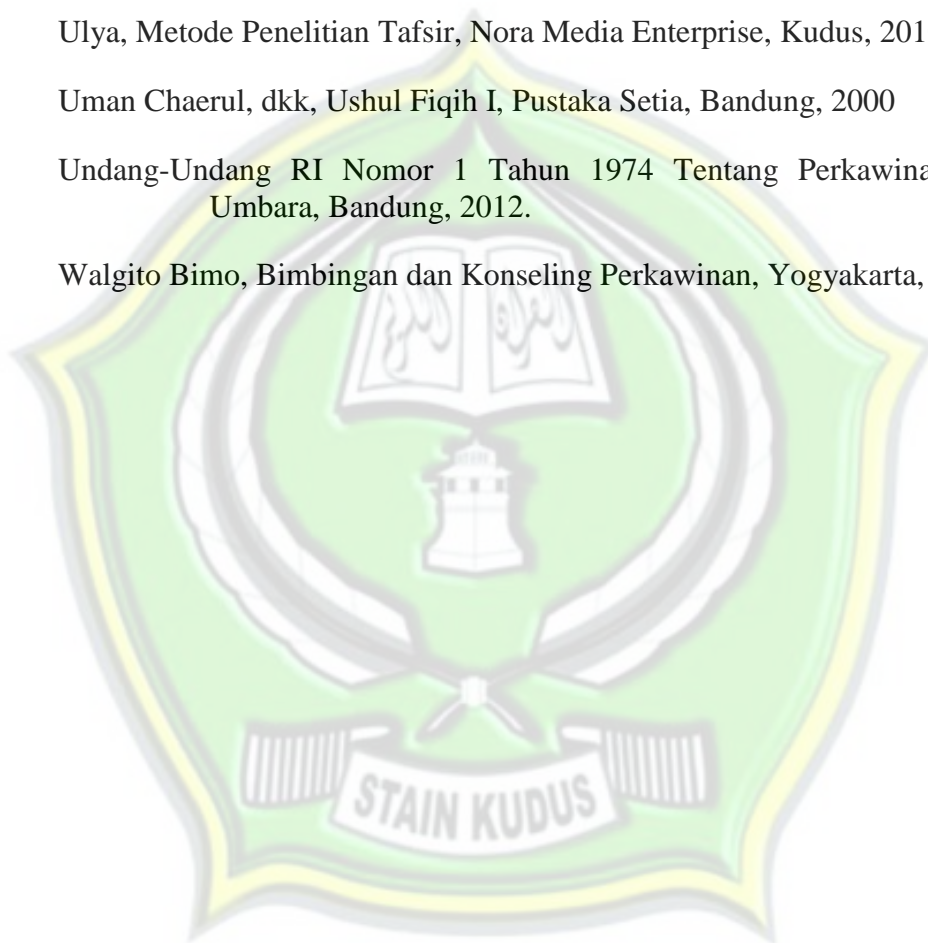 Ulya, Metode Penelitian Tafsir, Nora Media Enterprise, Kudus, 201
Uman Chaerul, dkk, Ushul Fiqih I, Pustaka Setia, Bandung, 2000
Undang-Undang RI Nomor 1 Tahun 1974 Tentang Perkawina
Umbara, Bandung, 2012.
Walgito Bimo, Bimbingan dan Konseling Perkawinan, Yogyakarta,
STAIN KUDUS